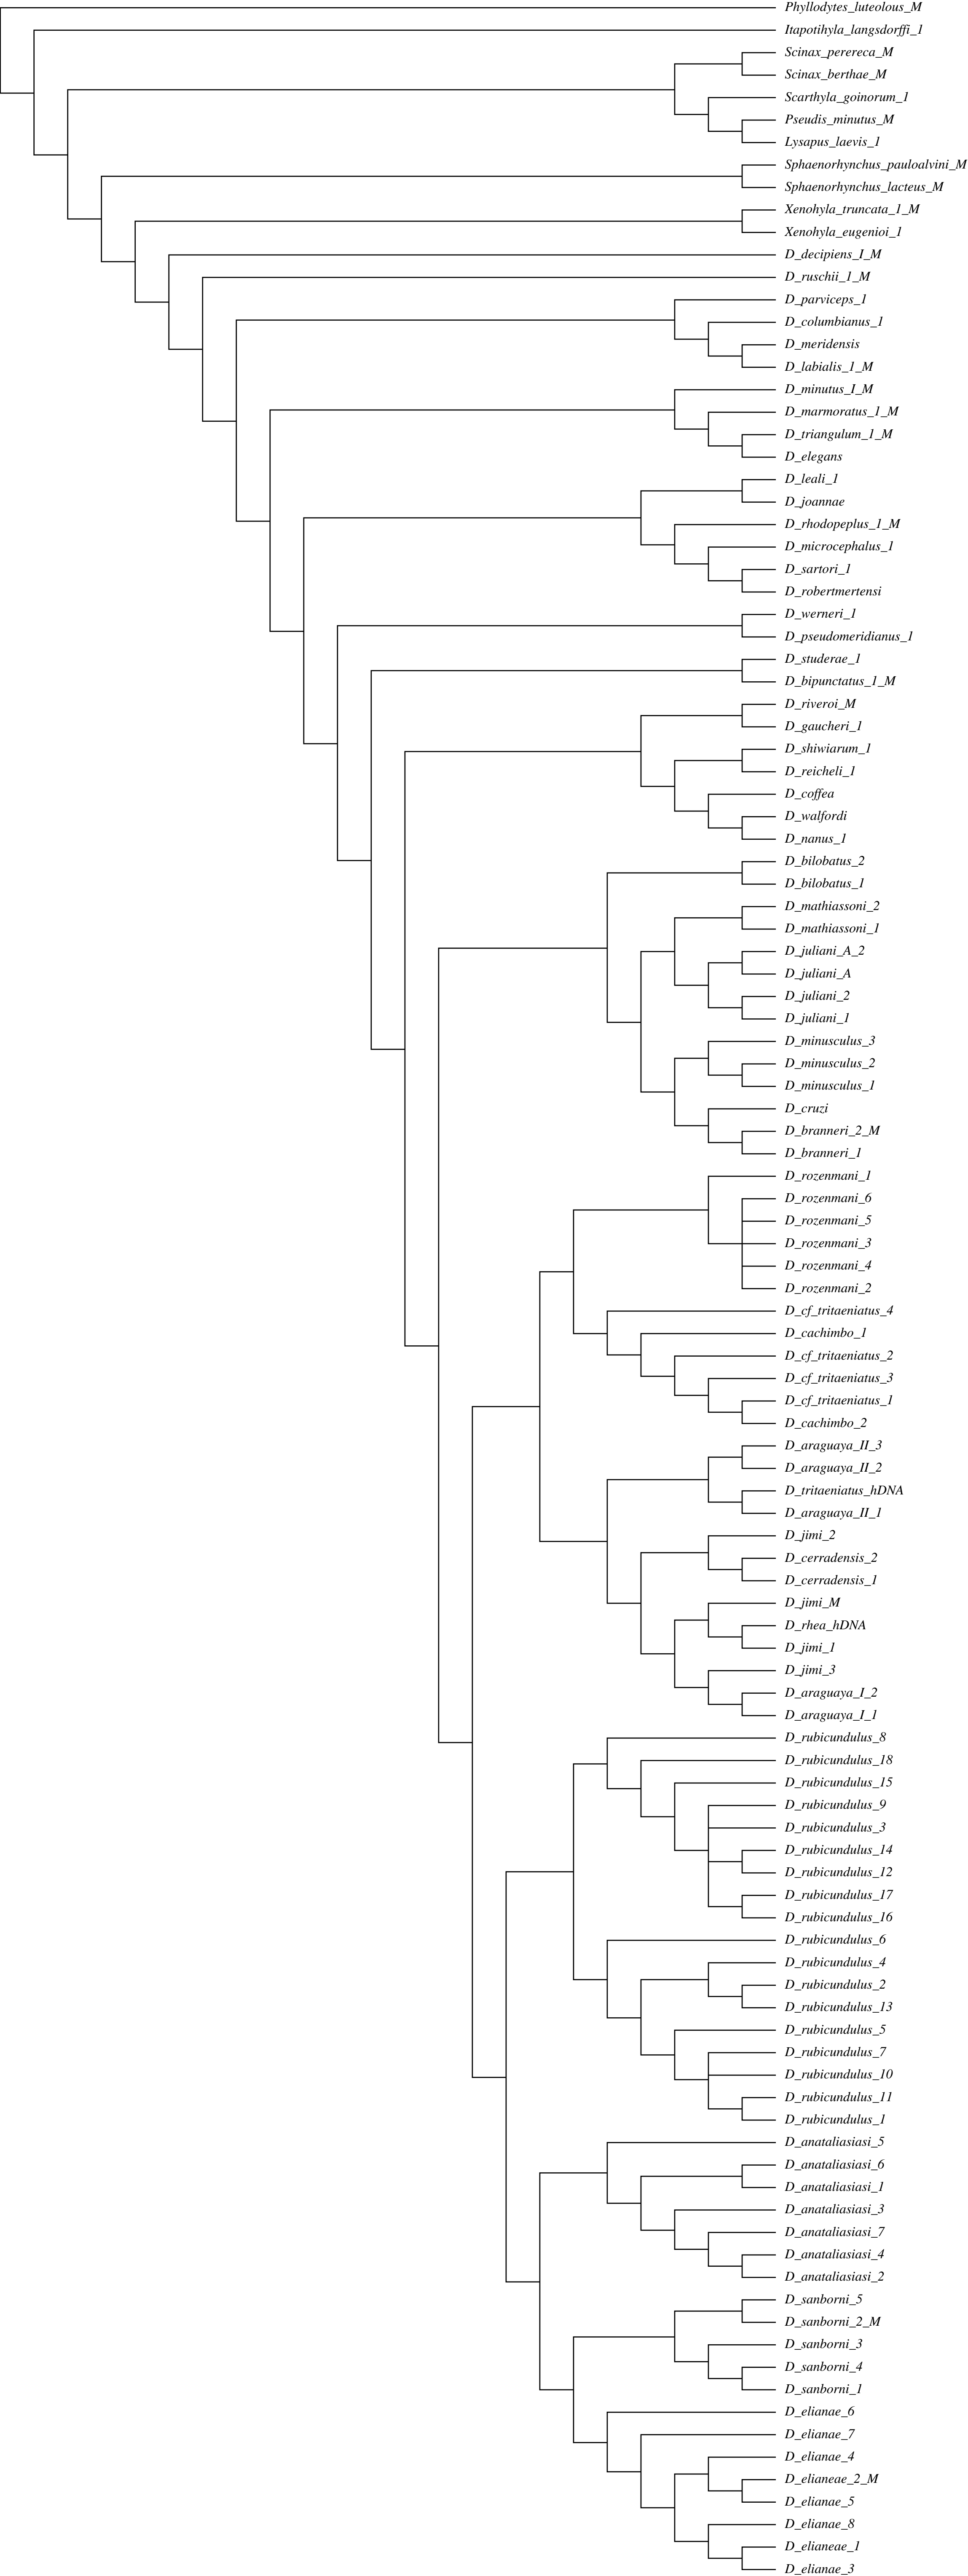 Phyllodytes_luteolous_M
Itapotihyla_langsdorffi_1
Scinax_perereca_M
Scinax_berthae_M
Scarthyla_goinorum_1
Pseudis_minutus_M
Lysapus_laevis_1
Sphaenorhynchus_pauloalvini_M
Sphaenorhynchus_lacteus_M
Xenohyla_truncata_1_M
Xenohyla_eugenioi_1
D_decipiens_I_M
D_ruschii_1_M
D_parviceps_1
D_columbianus_1
D_meridensis
D_labialis_1_M
D_minutus_I_M
D_marmoratus_1_M
D_triangulum_1_M
D_elegans
D_leali_1
D_joannae
D_rhodopeplus_1_M
D_microcephalus_1
D_sartori_1
D_robertmertensi
D_werneri_1
D_pseudomeridianus_1
D_studerae_1
D_bipunctatus_1_M
D_riveroi_M
D_gaucheri_1
D_shiwiarum_1
D_reicheli_1
D_coffea
D_walfordi
D_nanus_1
D_bilobatus_2
D_bilobatus_1
D_mathiassoni_2
D_mathiassoni_1
D_juliani_A_2
D_juliani_A
D_juliani_2
D_juliani_1
D_minusculus_3
D_minusculus_2
D_minusculus_1
D_cruzi
D_branneri_2_M
D_branneri_1
D_rozenmani_1
D_rozenmani_6
D_rozenmani_5
D_rozenmani_3
D_rozenmani_4
D_rozenmani_2
D_cf_tritaeniatus_4
D_cachimbo_1
D_cf_tritaeniatus_2
D_cf_tritaeniatus_3
D_cf_tritaeniatus_1
D_cachimbo_2
D_araguaya_II_3
D_araguaya_II_2
D_tritaeniatus_hDNA
D_araguaya_II_1
D_jimi_2
D_cerradensis_2
D_cerradensis_1
D_jimi_M
D_rhea_hDNA
D_jimi_1
D_jimi_3
D_araguaya_I_2
D_araguaya_I_1
D_rubicundulus_8
D_rubicundulus_18
D_rubicundulus_15
D_rubicundulus_9
D_rubicundulus_3
D_rubicundulus_14
D_rubicundulus_12
D_rubicundulus_17
D_rubicundulus_16
D_rubicundulus_6
D_rubicundulus_4
D_rubicundulus_2
D_rubicundulus_13
D_rubicundulus_5
D_rubicundulus_7
D_rubicundulus_10
D_rubicundulus_11
D_rubicundulus_1
D_anataliasiasi_5
D_anataliasiasi_6
D_anataliasiasi_1
D_anataliasiasi_3
D_anataliasiasi_7
D_anataliasiasi_4
D_anataliasiasi_2
D_sanborni_5
D_sanborni_2_M
D_sanborni_3
D_sanborni_4
D_sanborni_1
D_elianae_6
D_elianae_7
D_elianae_4
D_elianeae_2_M
D_elianae_5
D_elianae_8
D_elianeae_1
D_elianae_3